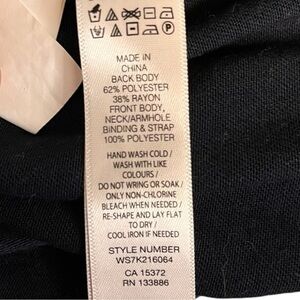 MADE IN
CHINA
BACK BODY
62% POLYESTER
38% RAYON
FRONT BODY,
NECK/ARMHOLE
BINDING & STRAP
100% POLYESTER
HAND WASH COLD /
WASH WITH LIKE
COLOURS /
DO NOT WRING OR SOAK /
ONLY NON-CHLORINE
BLEACH WHEN NEEDED /
RE-SHAPE AND LAY FLAT
TO DRY /
COOL IRON IF NEEDED
STYLE NUMBER
WS7K216064
CA 15372
RN 133886